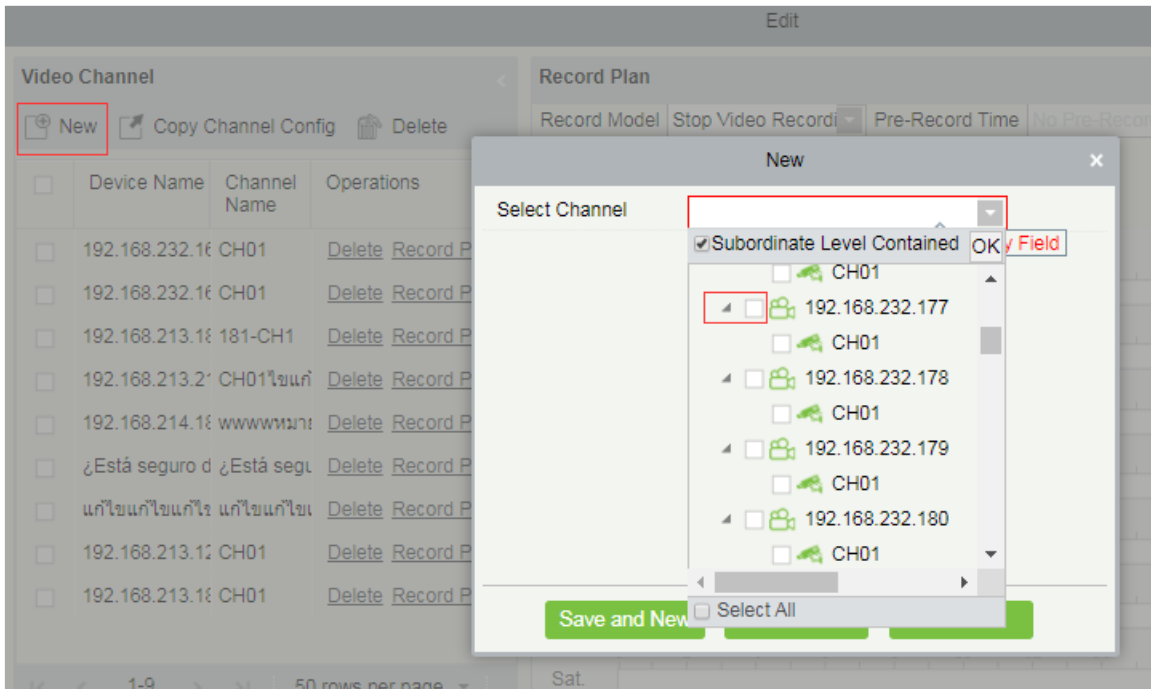 Edit
Video Channel
New Copy Channel Config Delete
Device Name Channel Name Operations
192.168.232.16 CH01 Delete Record P
192.168.232.16 CH01 Delete Record P
192.168.213.18 181-CH1 Delete Record P
192.168.213.21 CH01ไขแก้ Delete Record P
192.168.214.18 wwwwหมาย Delete Record P
¿Está seguro d ¿Está segu Delete Record P
แก้ไขแก้ไขแก้ไข แก้ไขแก้ไข Delete Record P
192.168.213.12 CH01 Delete Record P
192.168.213.18 CH01 Delete Record P
1-9 50 rows per page
Record Plan
Record Model Stop Video Recordi Pre-Record Time No Pre-Recor
New
Select Channel
Subordinate Level Contained OK y Field
CH01
192.168.232.177
CH01
192.168.232.178
CH01
192.168.232.179
CH01
192.168.232.180
CH01
Select All
Save and New
Sat.